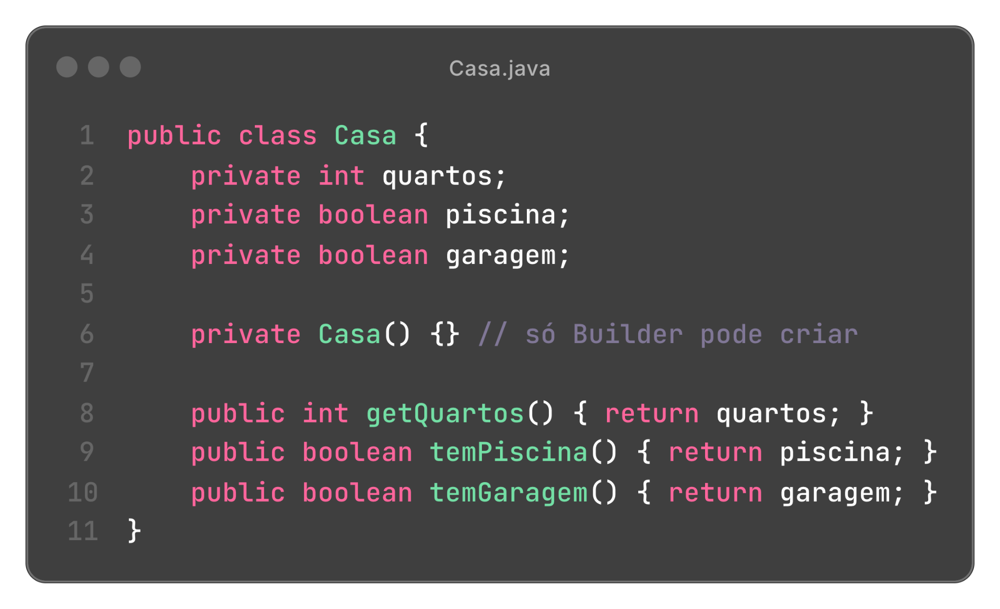 Casa.java
1 public class Casa {
2     private int quartos;
3     private boolean piscina;
4     private boolean garagem;
5
6     private Casa() {} // só Builder pode criar
7
8     public int getQuartos() { return quartos; }
9     public boolean temPiscina() { return piscina; }
10     public boolean temGaragem() { return garagem; }
11 }